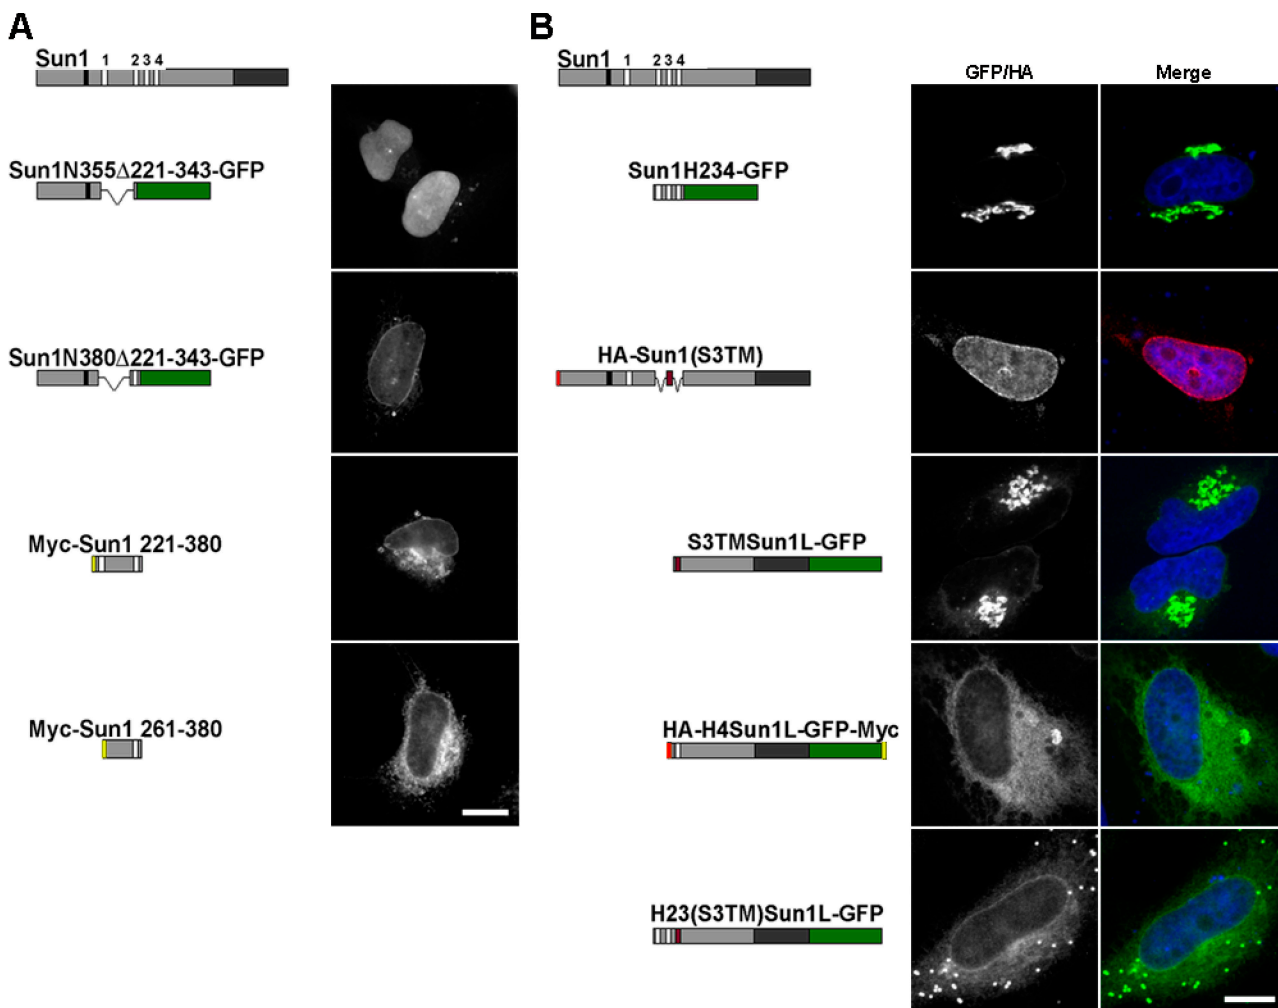 A
Sun1 1 2 3 4
Sun1N355Δ221-343-GFP
Sun1N380Δ221-343-GFP
Myc-Sun1 221-380
Myc-Sun1 261-380
B
Sun1 1 2 3 4
GFP/HA Merge
Sun1H234-GFP
HA-Sun1(S3TM)
S3TMSun1L-GFP
HA-H4Sun1L-GFP-Myc
H23(S3TM)Sun1L-GFP